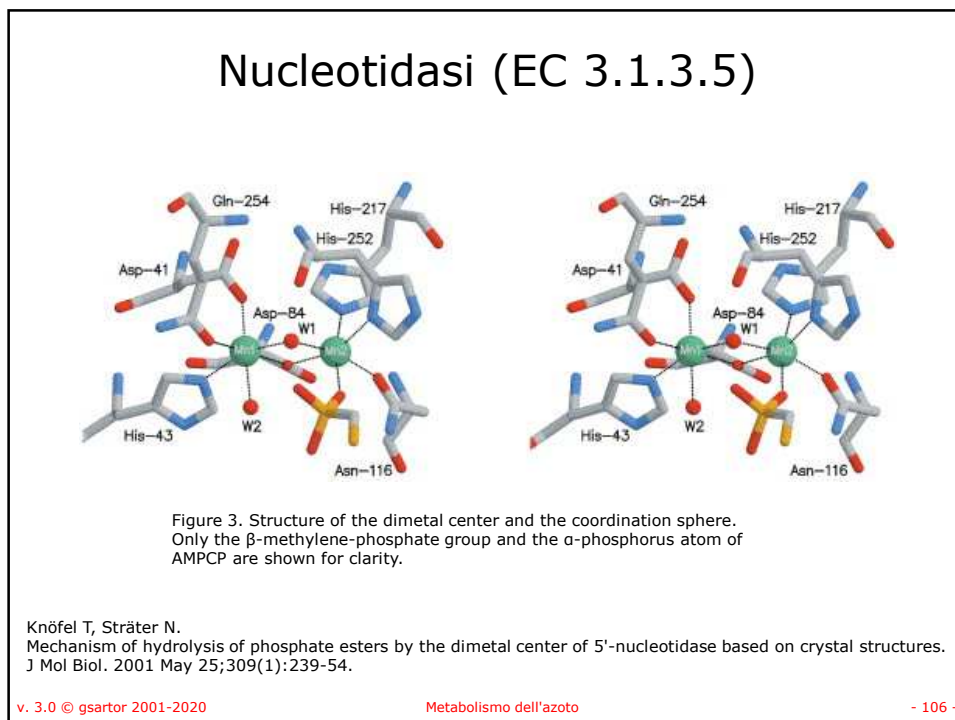 Nucleotidasi (EC 3.1.3.5)
Gln-254
His-217
His-252
Asp-41
Asp-84
W1
Mn1
Mn2
W2
His-43
Asn-116
Gln-254
His-217
His-252
Asp-41
Asp-84
W1
Mn1
Mn2
W2
His-43
Asn-116
Figure 3. Structure of the dimetal center and the coordination sphere.
Only the β-methylene-phosphate group and the α-phosphorus atom of
AMPCP are shown for clarity.
Knöfel T, Sträter N.
Mechanism of hydrolysis of phosphate esters by the dimetal center of 5'-nucleotidase based on crystal structures.
J Mol Biol. 2001 May 25;309(1):239-54.
v. 3.0 © gsartor 2001-2020 Metabolismo dell'azoto - 106 -